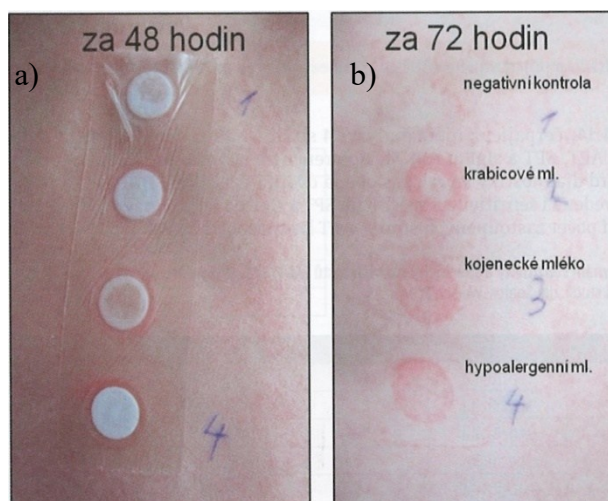 za 48 hodin
a)
1
4
za 72 hodin
b)
negativní kontrola
1
krabicové ml.
2
kojenecké mléko
3
hypoalergenní ml.
4